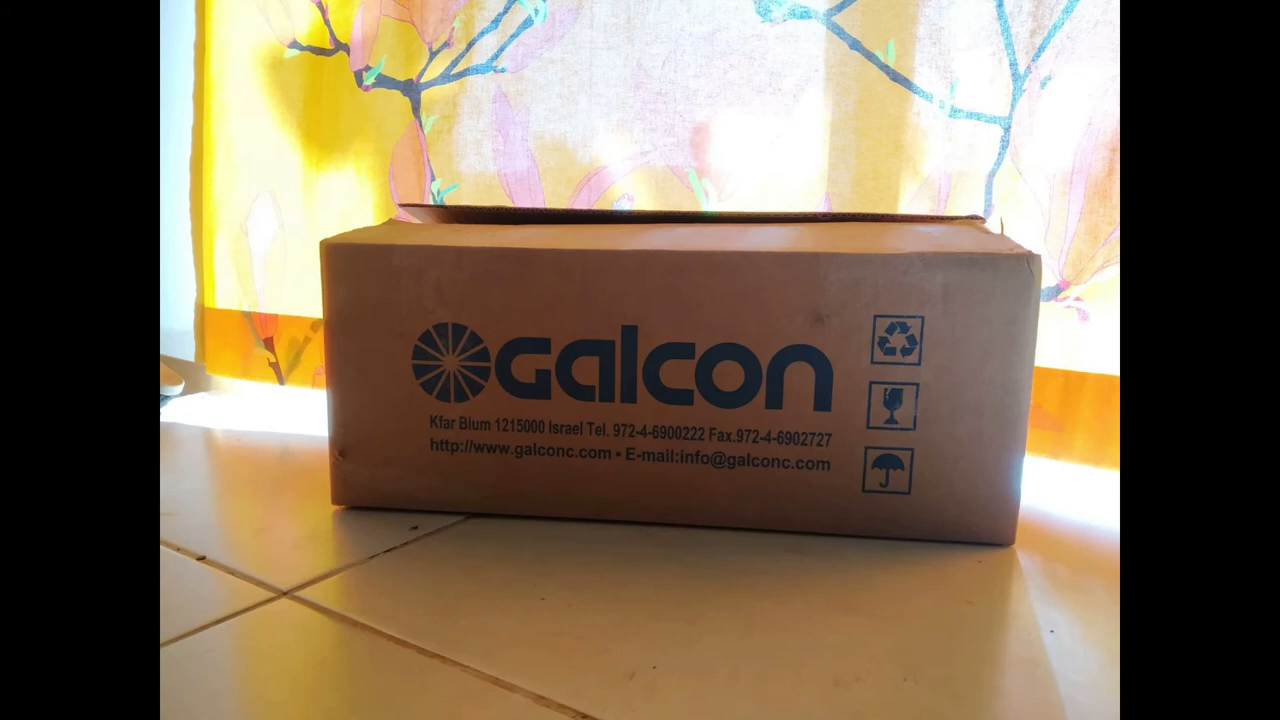 Galcon
Kfar Blum 1215000 Israel Tel. 972-4-6900222 Fax.972-4-6902727
http://www.galconc.com • E-mail:info@galconc.com